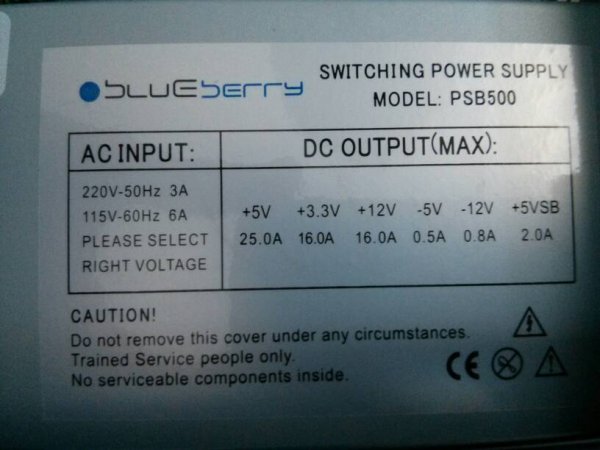 blueberry
SWITCHING POWER SUPPLY
MODEL: PSB500
AC INPUT:
220V-50Hz 3A
115V-60Hz 6A
PLEASE SELECT
RIGHT VOLTAGE
DC OUTPUT(MAX):
+5V +3.3V +12V -5V -12V +5VSB
25.0A 16.0A 16.0A 0.5A 0.8A 2.0A
CAUTION!
Do not remove this cover under any circumstances.
Trained Service people only.
No serviceable components inside.
CE